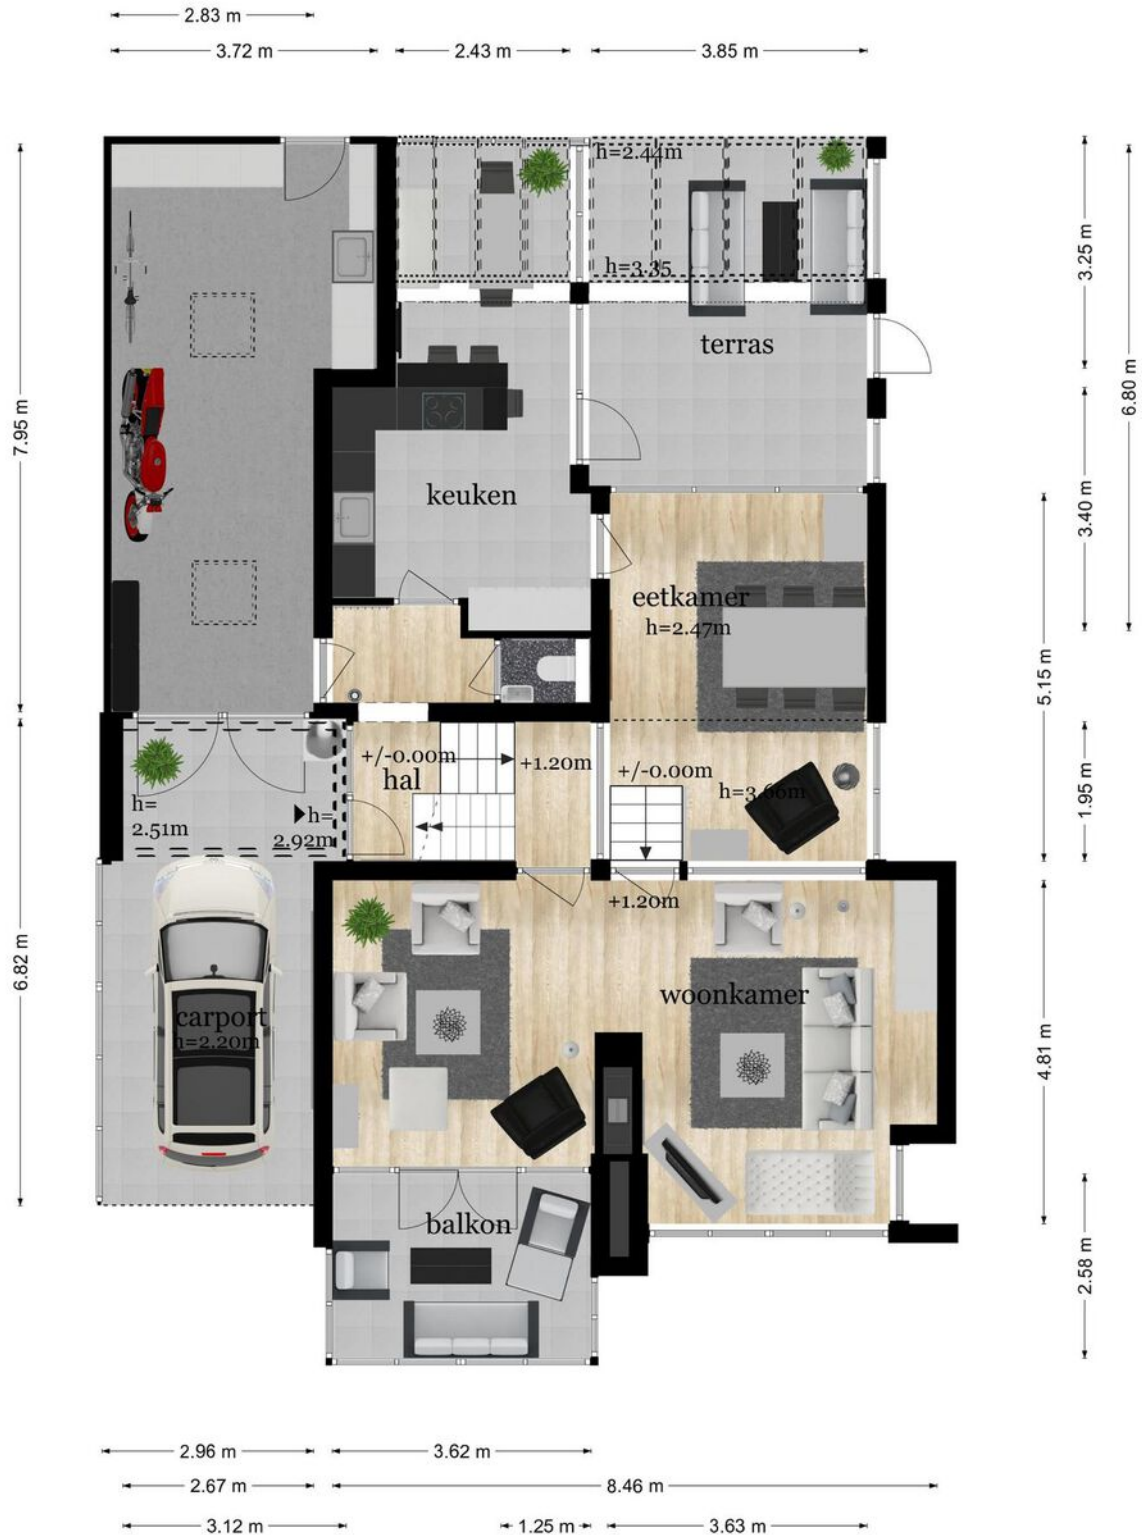 2.83 m
3.72 m
2.43 m
3.85 m
h=2.44m
h=3.35
terras
3.25 m
6.80 m
7.95 m
keuken
3.40 m
eetkamer
h=2.47m
5.15 m
+/-0.00m
hal
+1.20m
+/-0.00m
h=3.66m
1.95 m
h=
2.51m
h=
2.92m
+1.20m
6.82 m
carport
h=2.20m
woonkamer
4.81 m
balkon
2.58 m
2.96 m
3.62 m
2.67 m
8.46 m
3.12 m
1.25 m
3.63 m